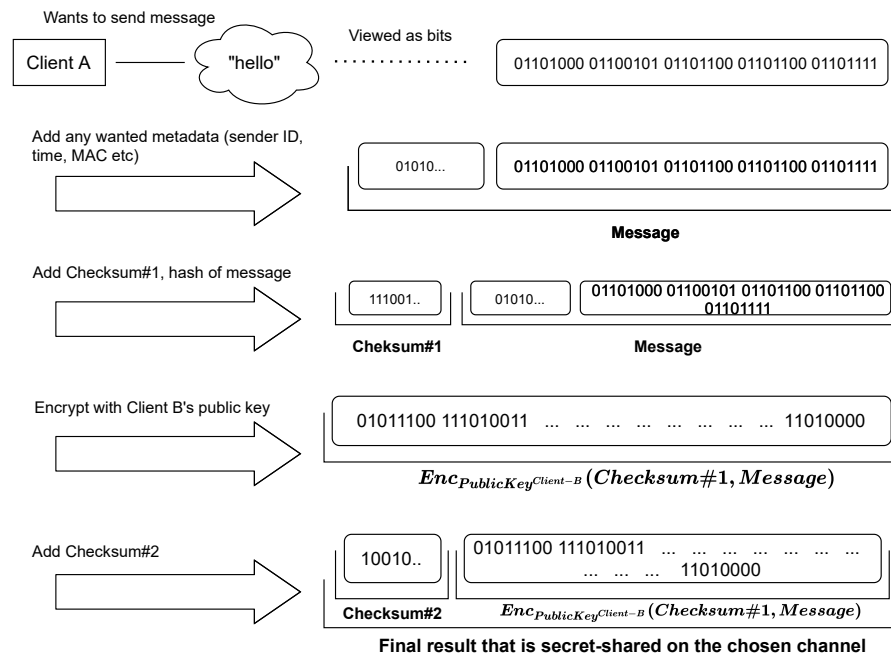 Wants to send message
Client A
"hello"
Viewed as bits
01101000 01100101 01101100 01101100 01101111
Add any wanted metadata (sender ID,
time, MAC etc)
01010...
01101000 01100101 01101100 01101100 01101111
Message
Add Checksum#1, hash of message
111001..
01010...
01101000 01100101 01101100 01101100
01101111
Cheksum#1
Message
Encrypt with Client B's public key
01011100 111010011 ... ... ... ... ... ... ... 11010000
Enc_PublicKey^Client−B(Checksum#1, Message)
Add Checksum#2
10010..
01011100 111010011 ... ... ... ... ... ... ...
... ... ... 11010000
Checksum#2
Enc_PublicKey^Client−B(Checksum#1, Message)
Final result that is secret-shared on the chosen channel